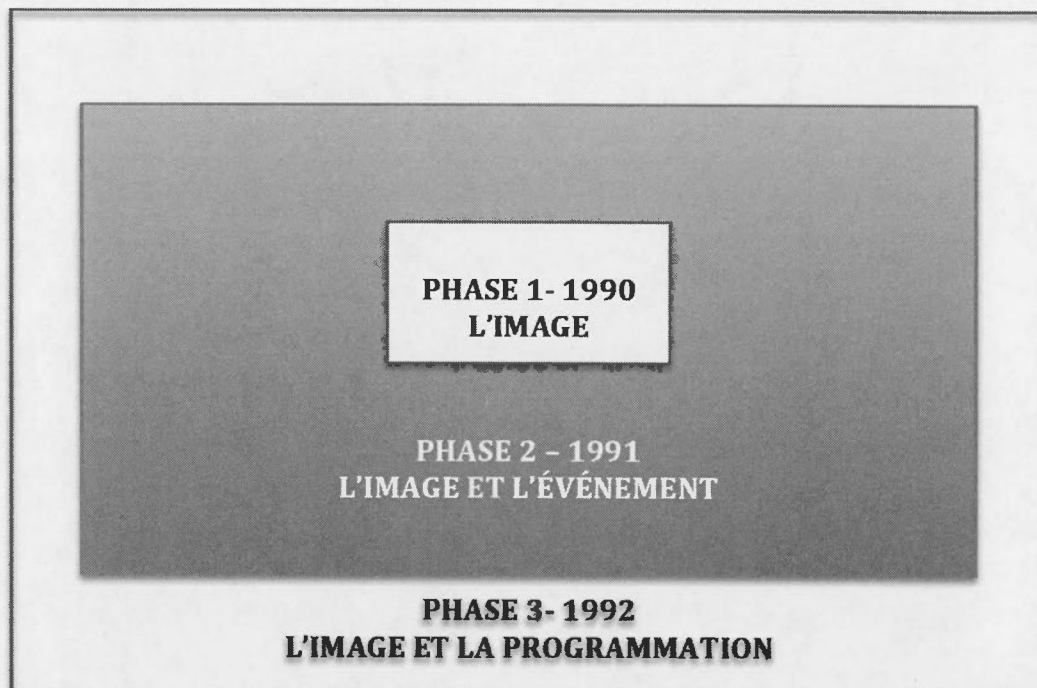 PHASE 1- 1990
L'IMAGE
PHASE 2 – 1991
L'IMAGE ET L'ÉVÉNEMENT
PHASE 3- 1992
L'IMAGE ET LA PROGRAMMATION